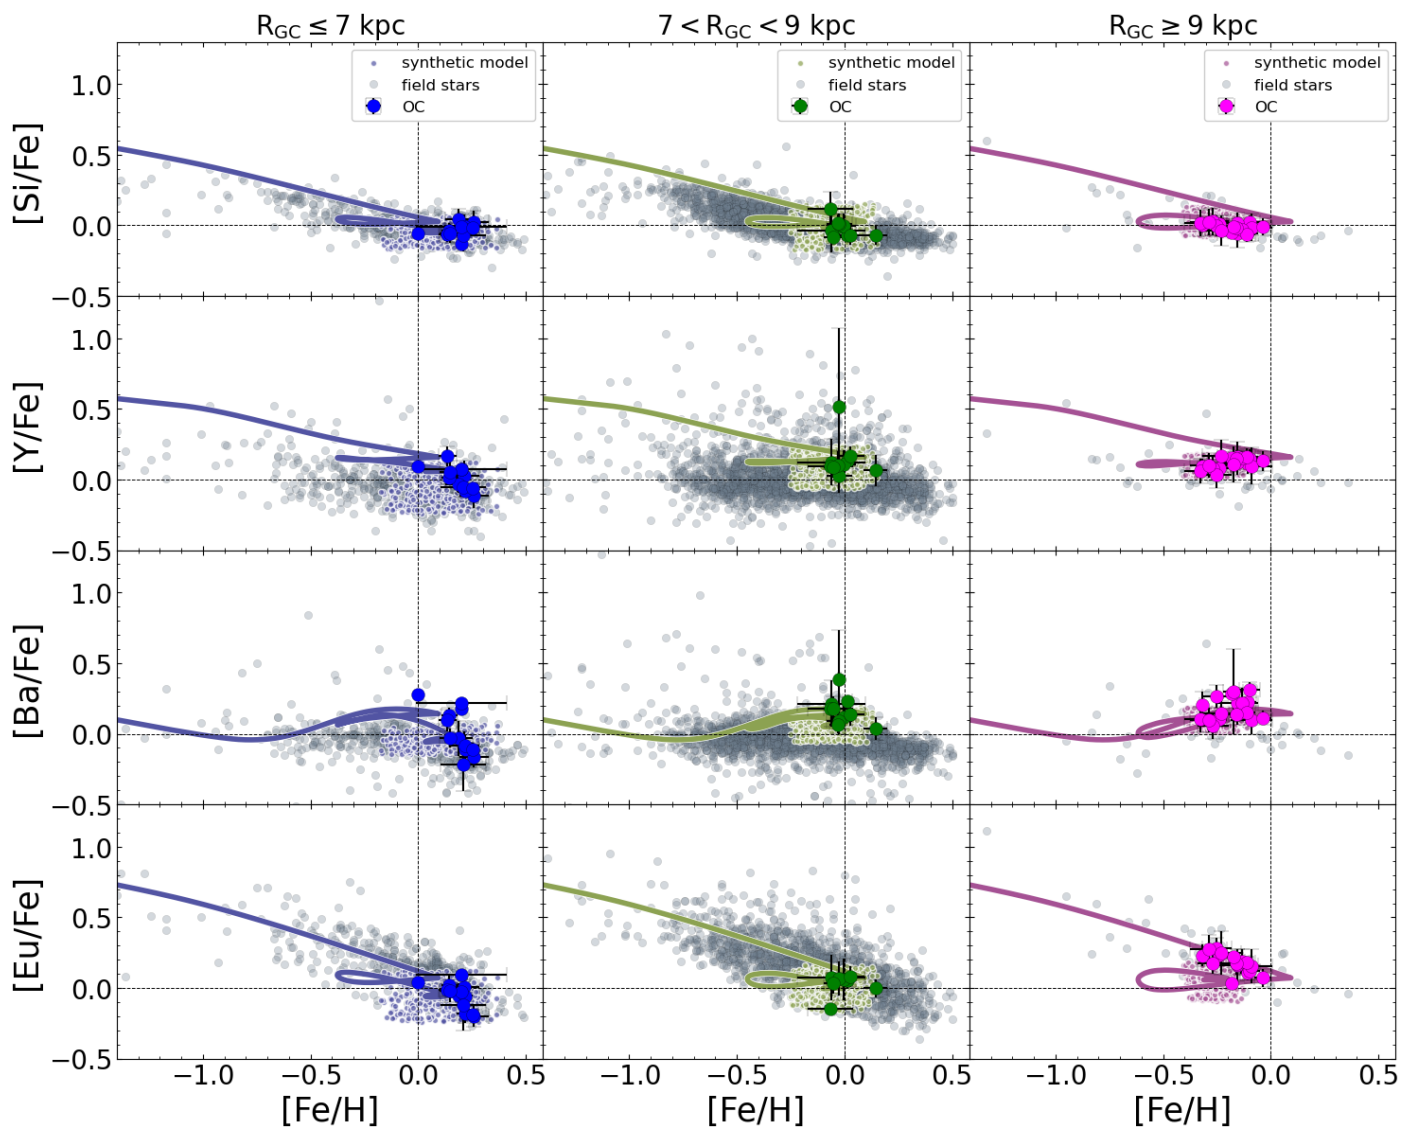 R_GC ≤ 7 kpc
7 < R_GC < 9 kpc
R_GC ≥ 9 kpc
synthetic model
field stars
OC
synthetic model
field stars
OC
synthetic model
field stars
OC
[Si/Fe]
1.0
0.5
0.0
−0.5
[Y/Fe]
1.0
0.5
0.0
−0.5
[Ba/Fe]
1.0
0.5
0.0
−0.5
[Eu/Fe]
1.0
0.5
0.0
−0.5
−1.0 −0.5 0.0 0.5
−1.0 −0.5 0.0 0.5
−1.0 −0.5 0.0 0.5
[Fe/H]
[Fe/H]
[Fe/H]